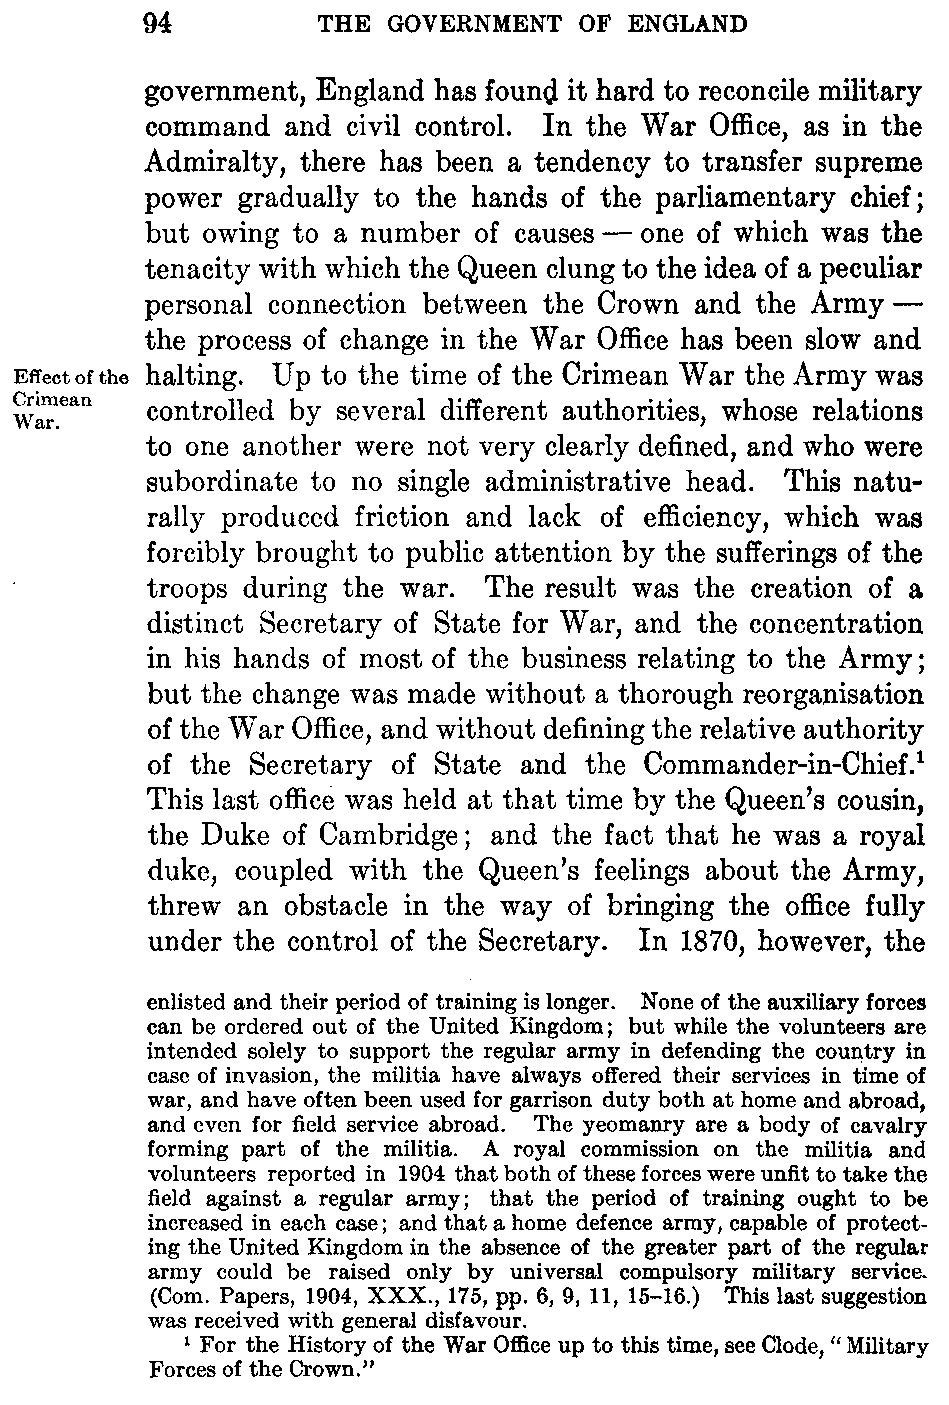 94 THE GOVERNMENT OF ENGLAND
government, England has found it hard to reconcile military
command and civil control. In the War Office, as in the
Admiralty, there has been a tendency to transfer supreme
power gradually to the hands of the parliamentary chief;
but owing to a number of causes — one of which was the
tenacity with which the Queen clung to the idea of a peculiar
personal connection between the Crown and the Army —
the process of change in the War Office has been slow and
Effect of the
Crimean
War.
halting. Up to the time of the Crimean War the Army was
controlled by several different authorities, whose relations
to one another were not very clearly defined, and who were
subordinate to no single administrative head. This natu-
rally produced friction and lack of efficiency, which was
forcibly brought to public attention by the sufferings of the
troops during the war. The result was the creation of a
distinct Secretary of State for War, and the concentration
in his hands of most of the business relating to the Army;
but the change was made without a thorough reorganisation
of the War Office, and without defining the relative authority
of the Secretary of State and the Commander-in-Chief.¹
This last office was held at that time by the Queen's cousin,
the Duke of Cambridge; and the fact that he was a royal
duke, coupled with the Queen's feelings about the Army,
threw an obstacle in the way of bringing the office fully
under the control of the Secretary. In 1870, however, the
enlisted and their period of training is longer. None of the auxiliary forces
can be ordered out of the United Kingdom; but while the volunteers are
intended solely to support the regular army in defending the country in
case of invasion, the militia have always offered their services in time of
war, and have often been used for garrison duty both at home and abroad,
and even for field service abroad. The yeomanry are a body of cavalry
forming part of the militia. A royal commission on the militia and
volunteers reported in 1904 that both of these forces were unfit to take the
field against a regular army; that the period of training ought to be
increased in each case; and that a home defence army, capable of protect-
ing the United Kingdom in the absence of the greater part of the regular
army could be raised only by universal compulsory military service.
(Com. Papers, 1904, XXX., 175, pp. 6, 9, 11, 15-16.) This last suggestion
was received with general disfavour.
¹ For the History of the War Office up to this time, see Clode, "Military
Forces of the Crown."